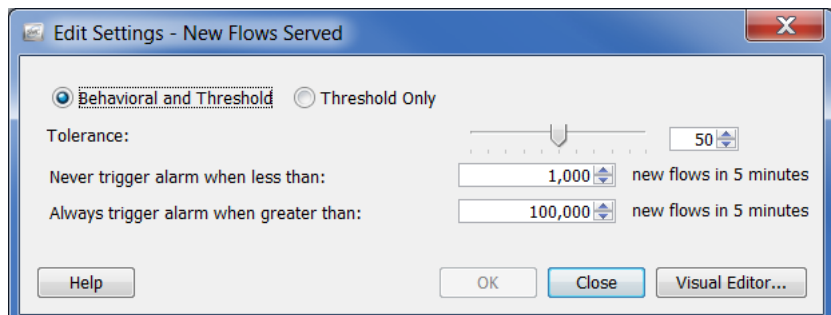 Edit Settings - New Flows Served
X
Behavioral and Threshold Threshold Only
Tolerance: 50
Never trigger alarm when less than: 1,000 new flows in 5 minutes
Always trigger alarm when greater than: 100,000 new flows in 5 minutes
Help OK Close Visual Editor...